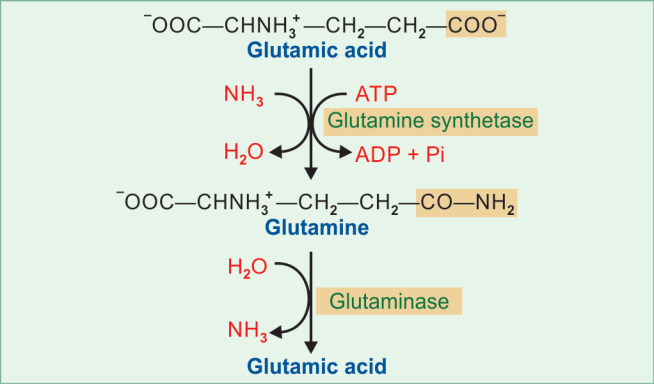 ⁻OOC—CHNH₃⁺—CH₂—CH₂—COO⁻
Glutamic acid
NH₃ ATP
Glutamine synthetase
H₂O ADP + Pi
⁻OOC—CHNH₃⁺—CH₂—CH₂—CO—NH₂
Glutamine
H₂O
Glutaminase
NH₃
Glutamic acid